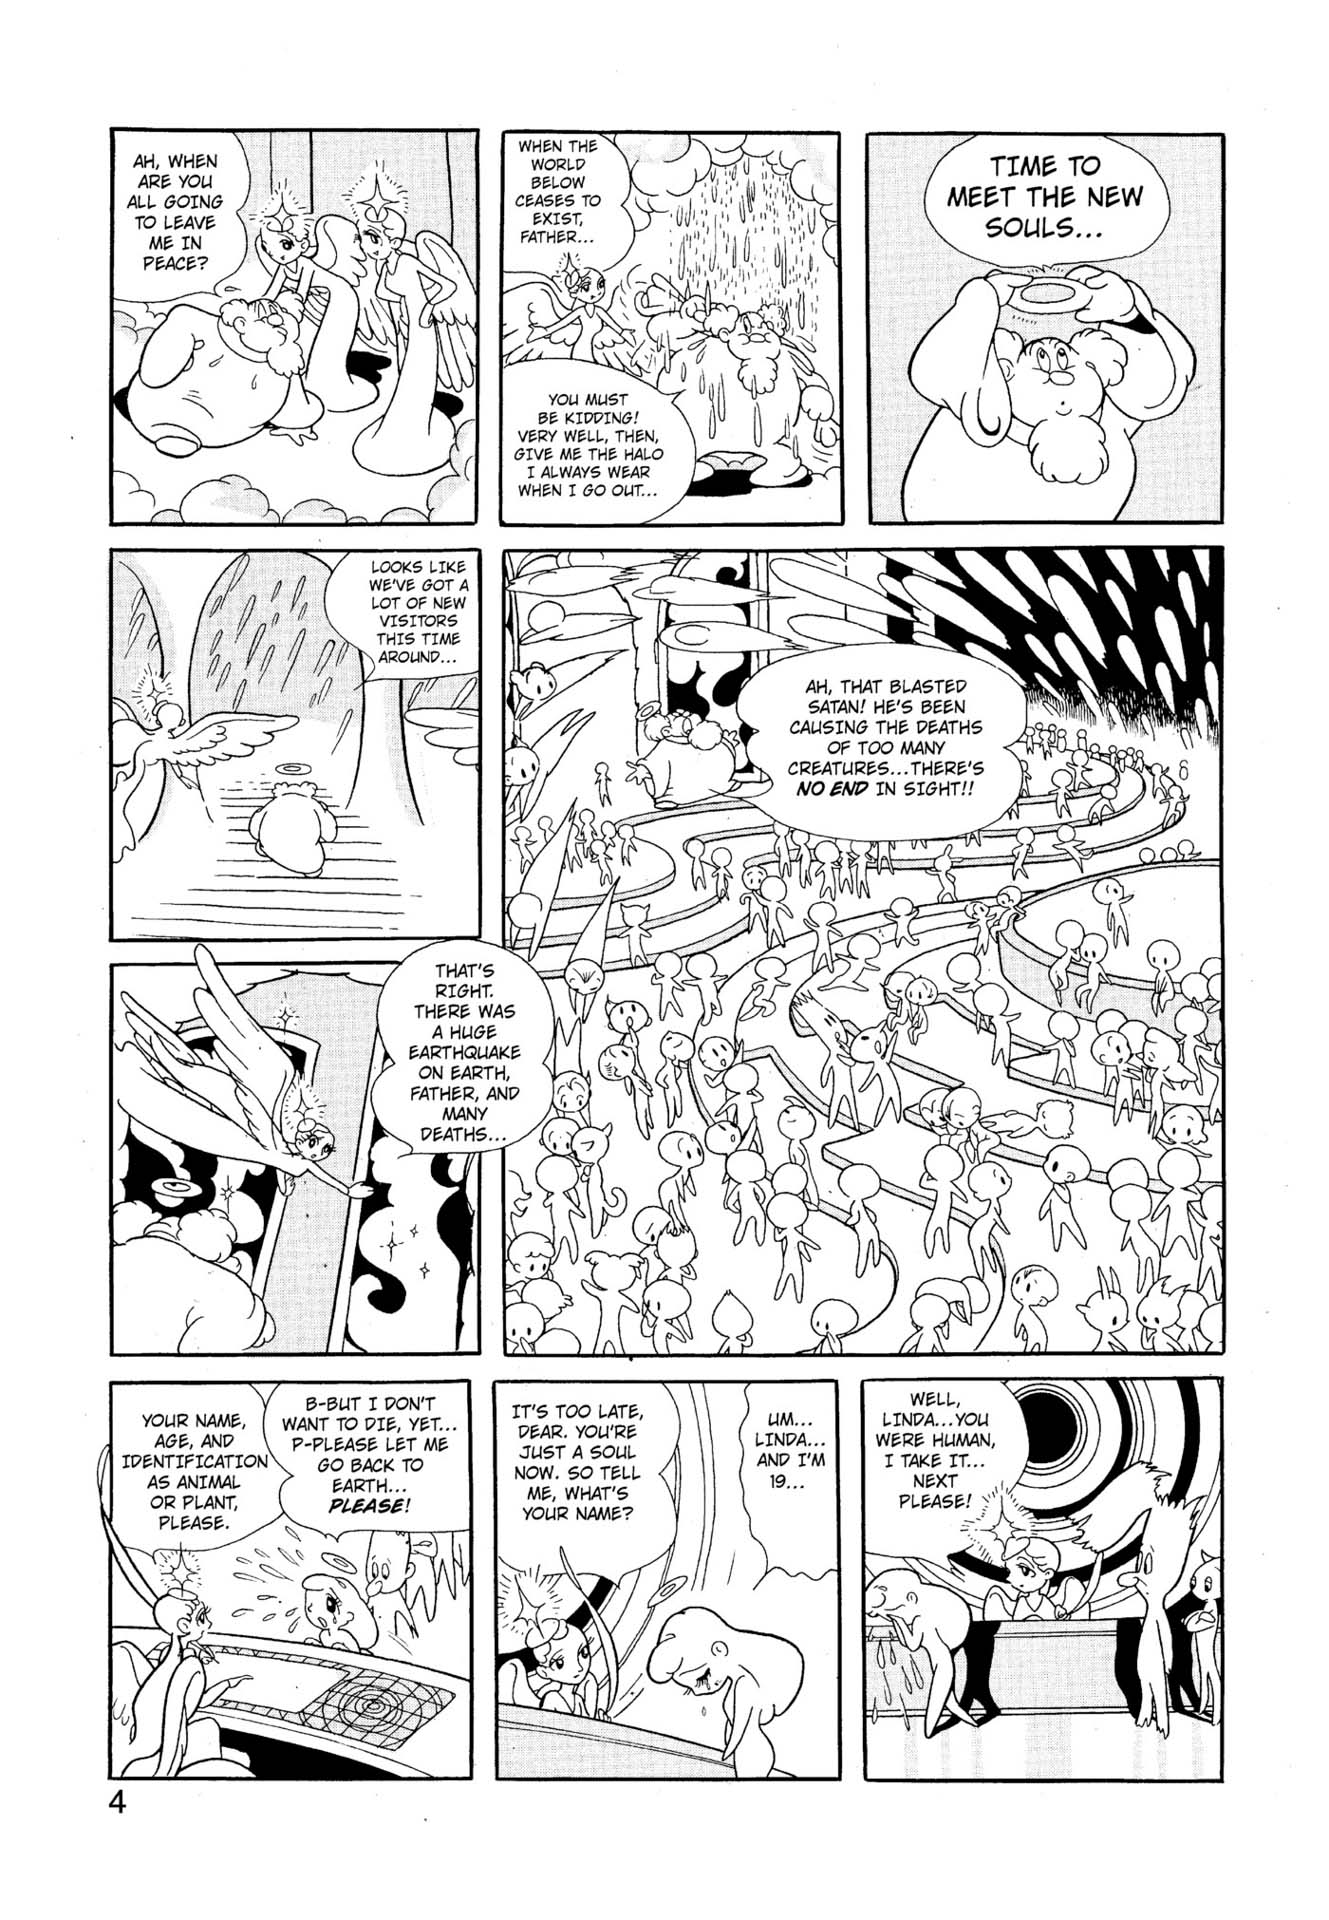 AH, WHEN
ARE YOU
ALL GOING
TO LEAVE
ME IN
PEACE?
WHEN THE
WORLD
BELOW
CEASES TO
EXIST,
FATHER...
YOU MUST
BE KIDDING!
VERY WELL, THEN,
GIVE ME THE HALO
I ALWAYS WEAR
WHEN I GO OUT...
TIME TO
MEET THE NEW
SOULS...
LOOKS LIKE
WE'VE GOT A
LOT OF NEW
VISITORS
THIS TIME
AROUND...
THAT'S
RIGHT.
THERE WAS
A HUGE
EARTHQUAKE
ON EARTH,
FATHER, AND
MANY
DEATHS...
AH, THAT BLASTED
SATAN! HE'S BEEN
CAUSING THE DEATHS
OF TOO MANY
CREATURES...THERE'S
NO END IN SIGHT!!
YOUR NAME,
AGE, AND
IDENTIFICATION
AS ANIMAL
OR PLANT,
PLEASE.
B-BUT I DON'T
WANT TO DIE, YET...
P-PLEASE LET ME
GO BACK TO
EARTH...
PLEASE!
IT'S TOO LATE,
DEAR. YOU'RE
JUST A SOUL
NOW. SO TELL
ME, WHAT'S
YOUR NAME?
UM...
LINDA...
AND I'M
19...
WELL,
LINDA...YOU
WERE HUMAN,
I TAKE IT...
NEXT
PLEASE!
4